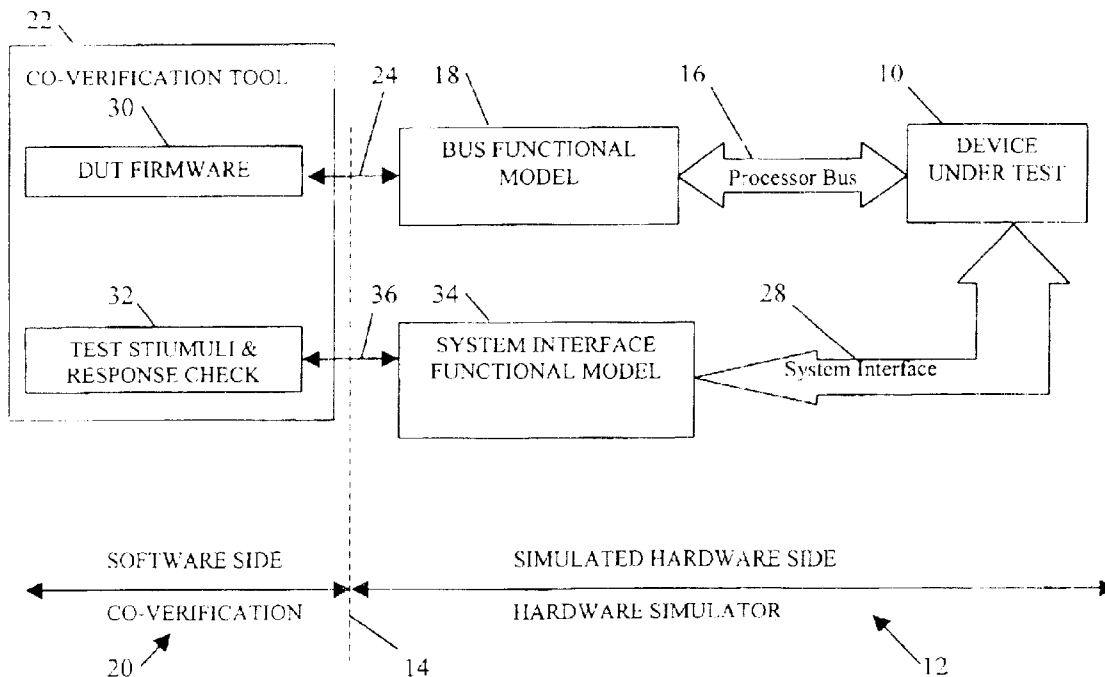 22
CO-VERIFICATION TOOL
24
18
16
10
30
DUT FIRMWARE
BUS FUNCTIONAL
MODEL
Processor Bus
DEVICE
UNDER TEST
32
36
34
28
TEST STIUMULI &
RESPONSE CHECK
SYSTEM INTERFACE
FUNCTIONAL MODEL
System Interface
SOFTWARE SIDE
SIMULATED HARDWARE SIDE
CO-VERIFICATION
HARDWARE SIMULATOR
20
14
12